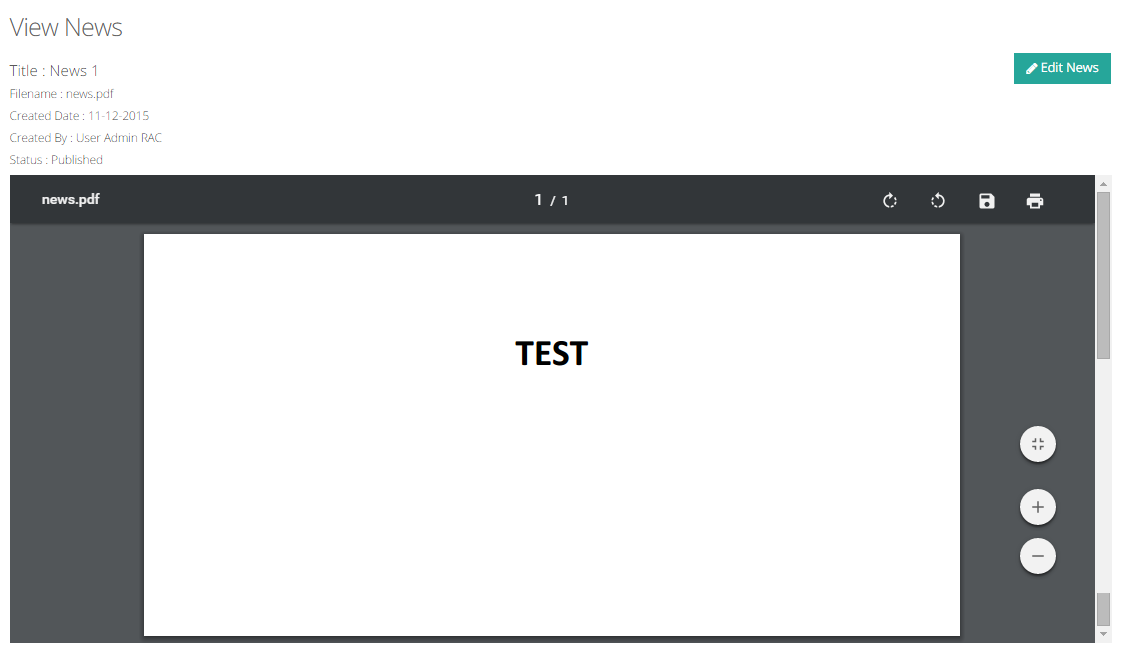 View News
Title : News 1
Edit News
Filename : news.pdf
Created Date : 11-12-2015
Created By : User Admin RAC
Status : Published
news.pdf
1 / 1
TEST